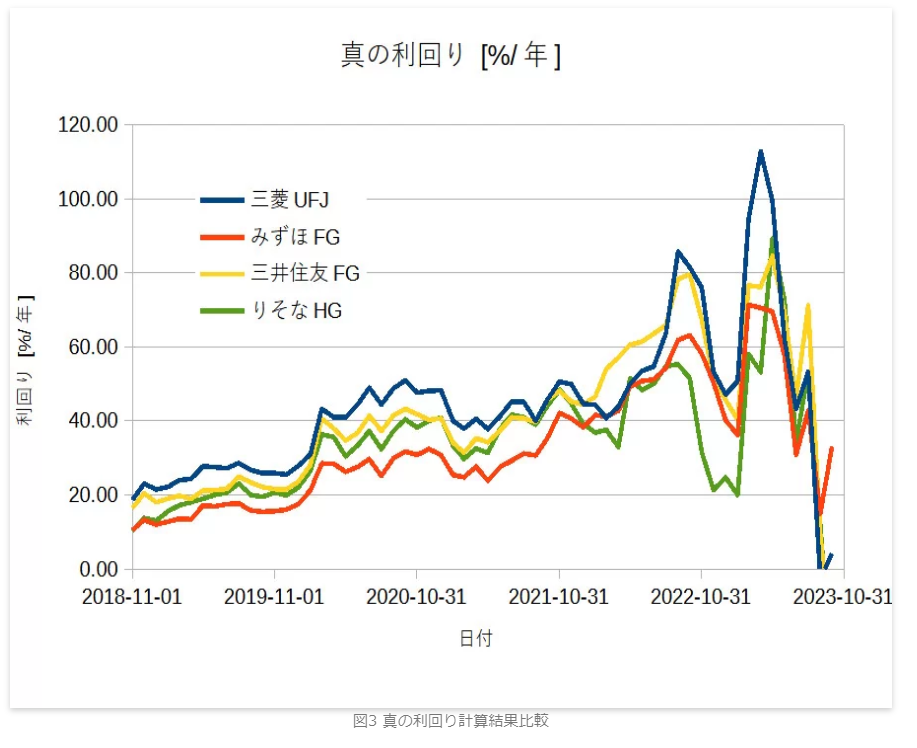 真の利回り [%/ 年 ]
120.00
100.00
80.00
60.00
40.00
20.00
0.00
利回り [%/ 年 ]
三菱 UFJ
みずほ FG
三井住友 FG
りそな HG
2018-11-01 2019-11-01 2020-10-31 2021-10-31 2022-10-31 2023-10-31
日付
図3 真の利回り計算結果比較